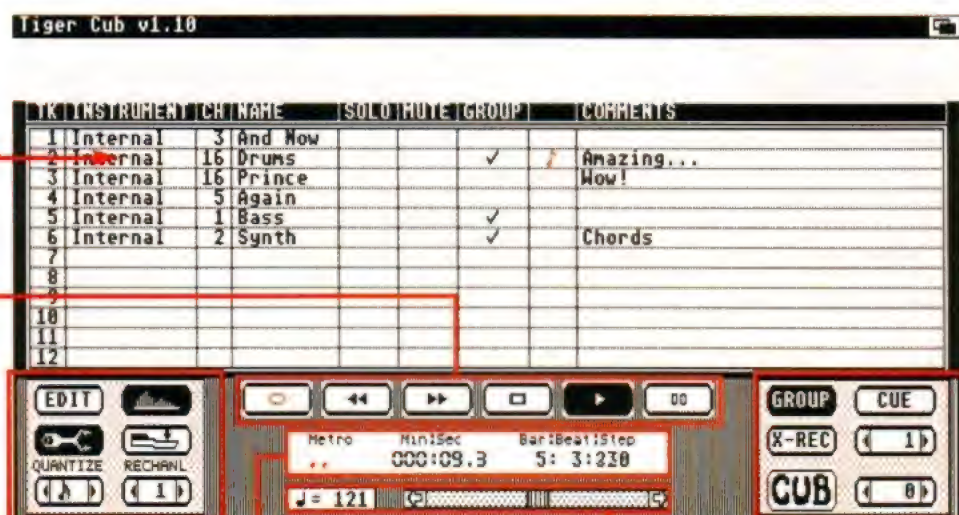 Tiger Cub v1.10
TK INSTRUMENT CH NAME SOLO MUTE GROUP COMMENTS
1 Internal 3 And Now
2 Internal 16 Drums ✓ Amazing...
3 Internal 16 Prince Wow!
4 Internal 5 Again
5 Internal 1 Bass ✓
6 Internal 2 Synth ✓ Chords
7
8
9
10
11
12
EDIT GROUP CUE
Metro Min:Sec Bar:Beat:Step
000:09.3 5: 3:230
X-REC 1
QUANTIZE RECHANL
1 ♩= 121 CUB 0